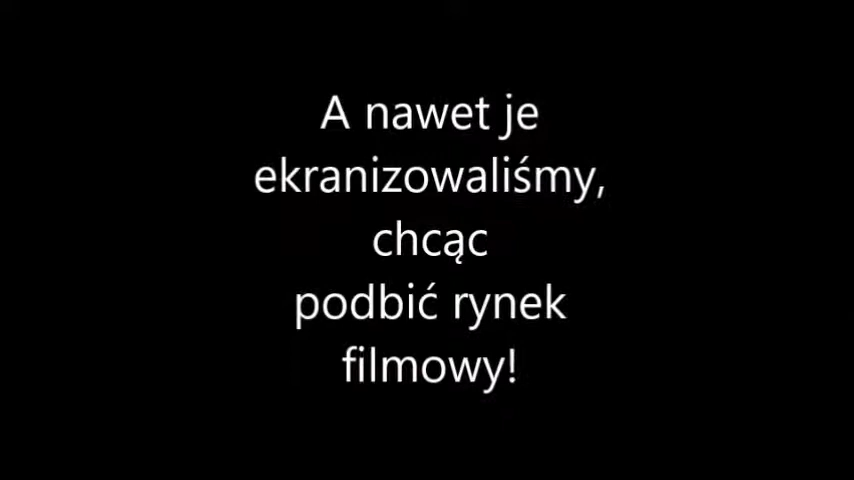 A nawet je
ekranizowaliśmy,
chcąc
podbić rynek
filmowy!